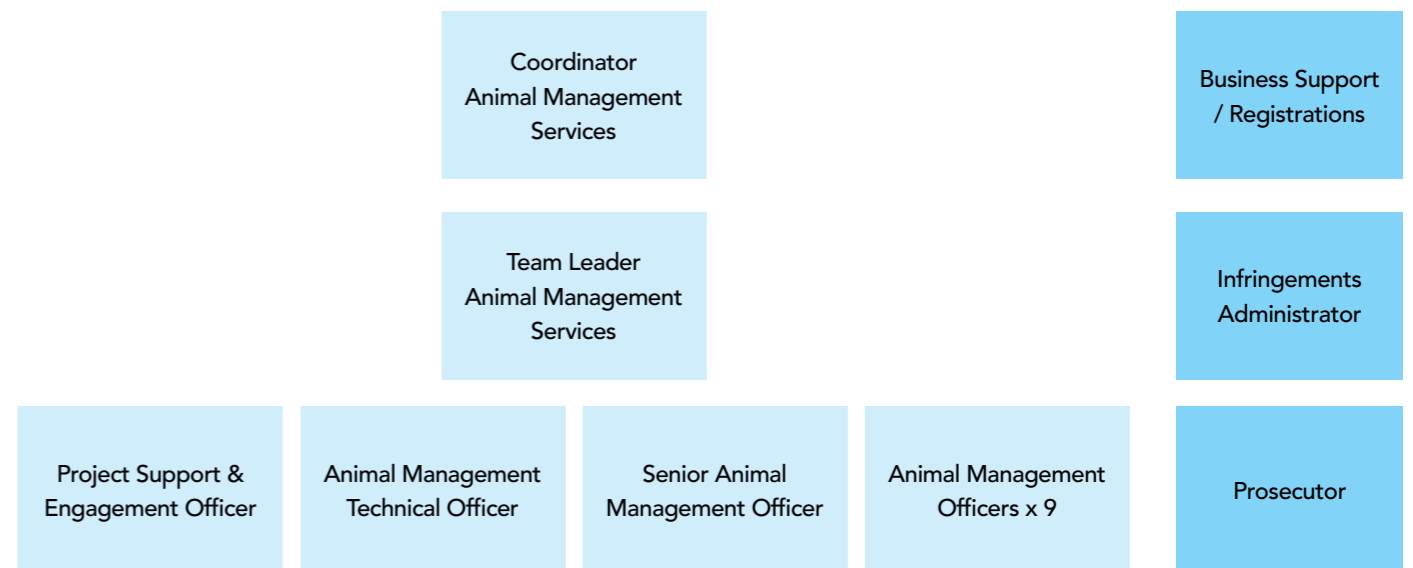 Coordinator
Animal Management
Services
Business Support
/ Registrations
Team Leader
Animal Management
Services
Infringements
Administrator
Project Support &
Engagement Officer
Animal Management
Technical Officer
Senior Animal
Management Officer
Animal Management
Officers x 9
Prosecutor